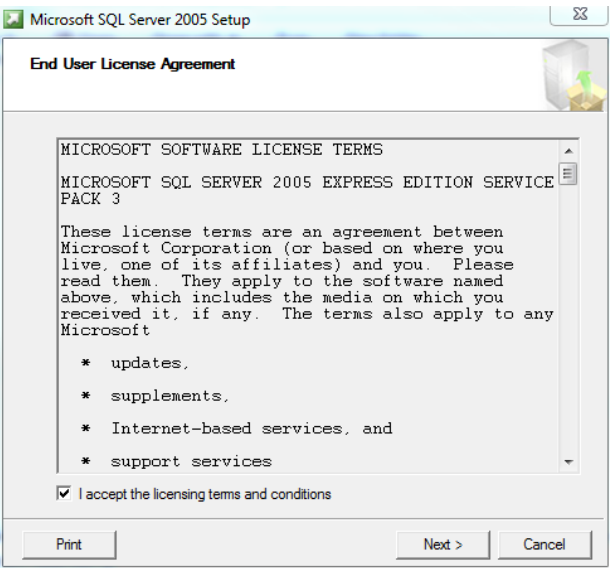 Microsoft SQL Server 2005 Setup
End User License Agreement
MICROSOFT SOFTWARE LICENSE TERMS
MICROSOFT SQL SERVER 2005 EXPRESS EDITION SERVICE
PACK 3
These license terms are an agreement between
Microsoft Corporation (or based on where you
live, one of its affiliates) and you.  Please
read them.  They apply to the software named
above, which includes the media on which you
received it, if any.  The terms also apply to any
Microsoft
* updates,
* supplements,
* Internet-based services, and
* support services
I accept the licensing terms and conditions
Print
Next >
Cancel